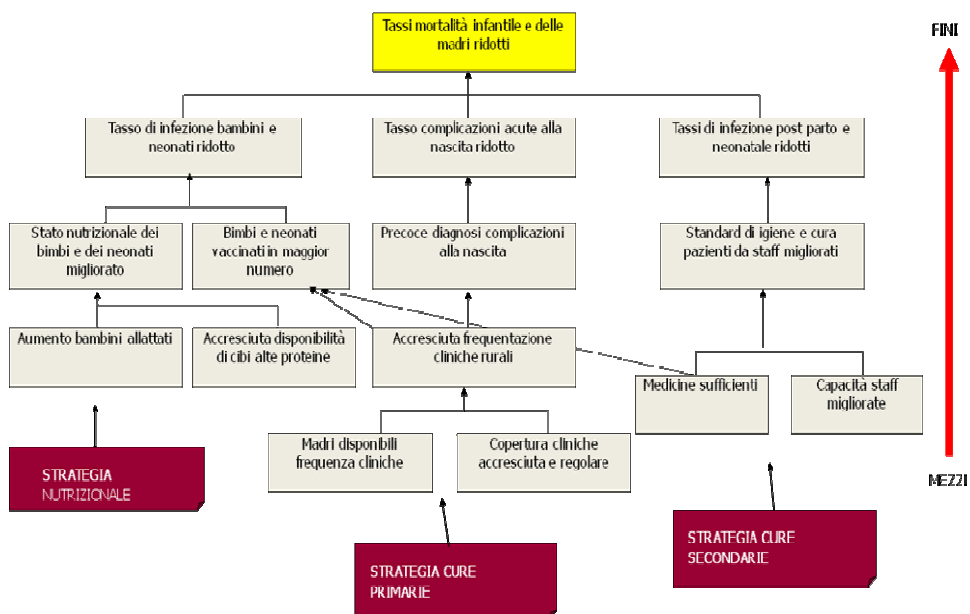 Tassi mortalità infantile e delle
madri ridotti
FINI
Tasso di infezione bambini e
neonati ridotto
Tasso complicazioni acute alla
nascita ridotto
Tassi di infezione post parto e
neonatale ridotti
Stato nutrizionale dei
bimbi e dei neonati
migliorato
Bimbi e neonati
vaccinati in maggior
numero
Precoce diagnosi complicazioni
alla nascita
Standard di igiene e cura
pazienti da staff migliorati
Aumento bambini allattati
Accresciuta disponibilità
di cibi alte proteine
Accresciuta frequentazione
cliniche rurali
Medicine sufficienti
Capacità staff
migliorate
Madri disponibili
frequenza cliniche
Copertura cliniche
accresciuta e regolare
STRATEGIA
NUTRIZIONALE
MEZZI
STRATEGIA CURE
PRIMARIE
STRATEGIA CURE
SECONDARIE